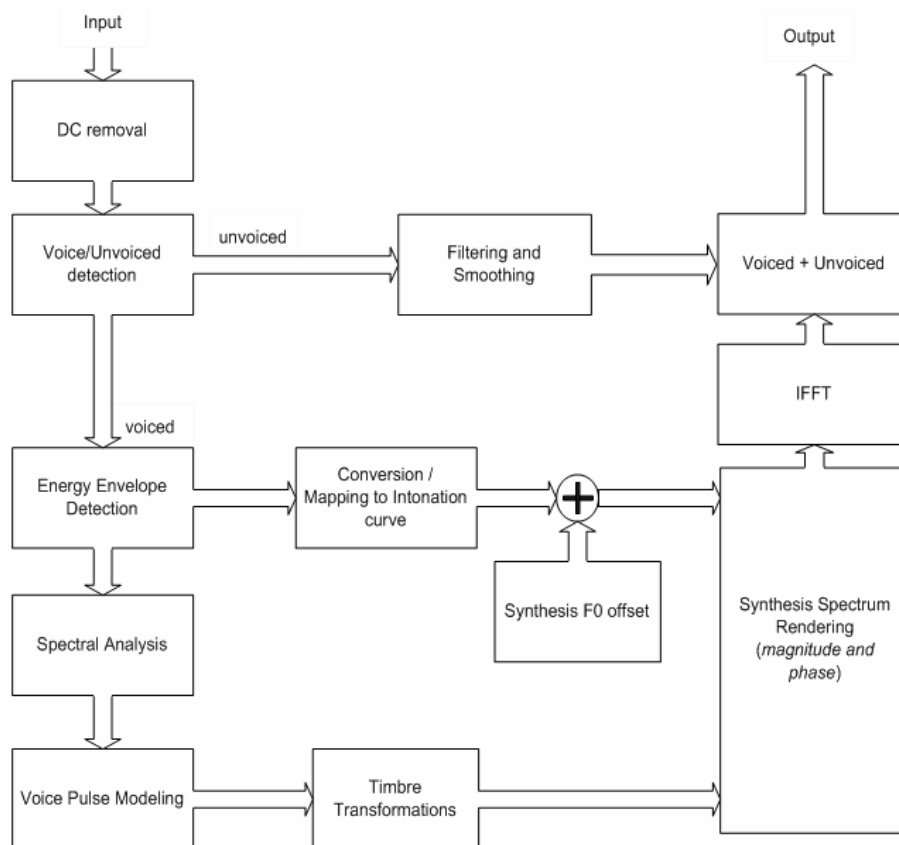 Input
Output
DC removal
unvoiced
Voice/Unvoiced
detection
Filtering and
Smoothing
Voiced + Unvoiced
IFFT
voiced
Energy Envelope
Detection
Conversion /
Mapping to Intonation
curve
Synthesis F0 offset
Synthesis Spectrum
Rendering
(magnitude and
phase)
Spectral Analysis
Voice Pulse Modeling
Timbre
Transformations